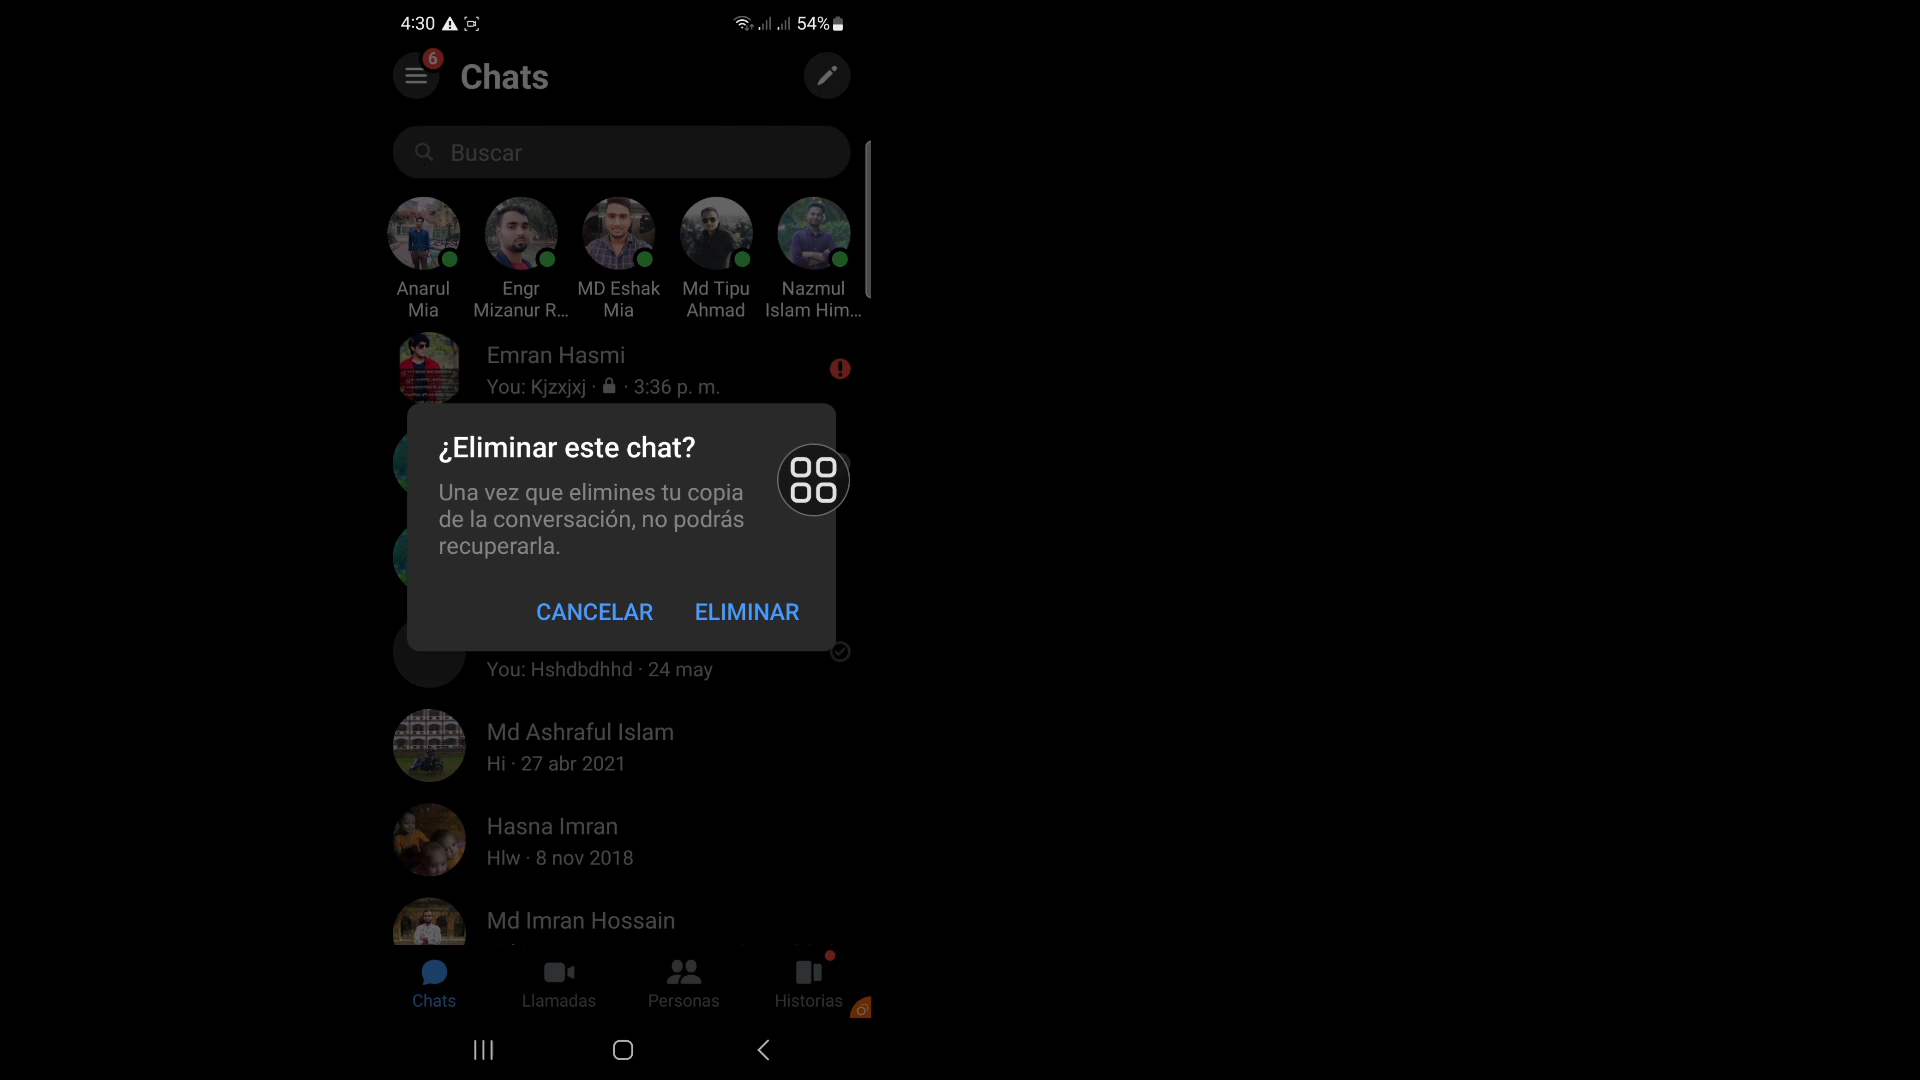 4:30
54%
6
Chats
Buscar
Anarul
Mia
Engr
Mizanur R...
MD Eshak
Mia
Md Tipu
Ahmad
Nazmul
Islam Him...
Emran Hasmi
You: Kjzxjxj · 3:36 p. m.
¿Eliminar este chat?
Una vez que elimines tu copia
de la conversación, no podrás
recuperarla.
CANCELAR
ELIMINAR
You: Hshdbdhhd · 24 may
Md Ashraful Islam
Hi · 27 abr 2021
Hasna Imran
Hlw · 8 nov 2018
Md Imran Hossain
Chats
Llamadas
Personas
Historias